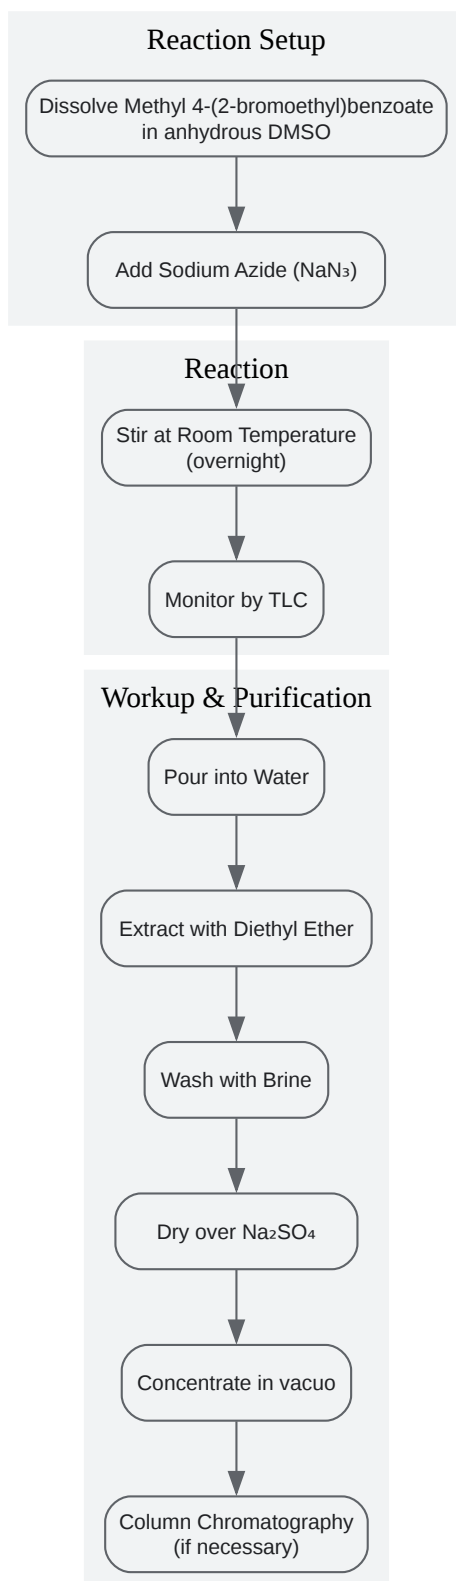 Reaction Setup
Dissolve Methyl 4-(2-bromoethyl)benzoate
in anhydrous DMSO
Add Sodium Azide (NaN₃)
Reaction
Stir at Room Temperature
(overnight)
Monitor by TLC
Workup & Purification
Pour into Water
Extract with Diethyl Ether
Wash with Brine
Dry over Na₂SO₄
Concentrate in vacuo
Column Chromatography
(if necessary)